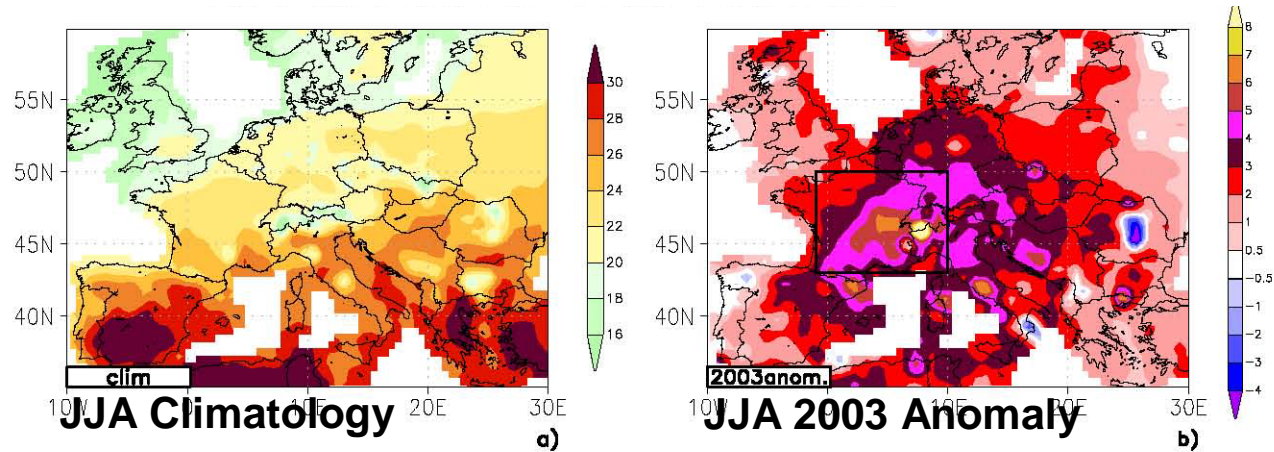 55N
50N
45N
40N
clim
10W
10E
20E
30E
JJA Climatology
a)
30
28
26
24
22
20
18
16
55N
50N
45N
40N
2003anom.
10W
10E
20E
30E
JJA 2003 Anomaly
b)
8
7
6
5
4
3
2
1
0.5
-0.5
-1
-2
-3
-4